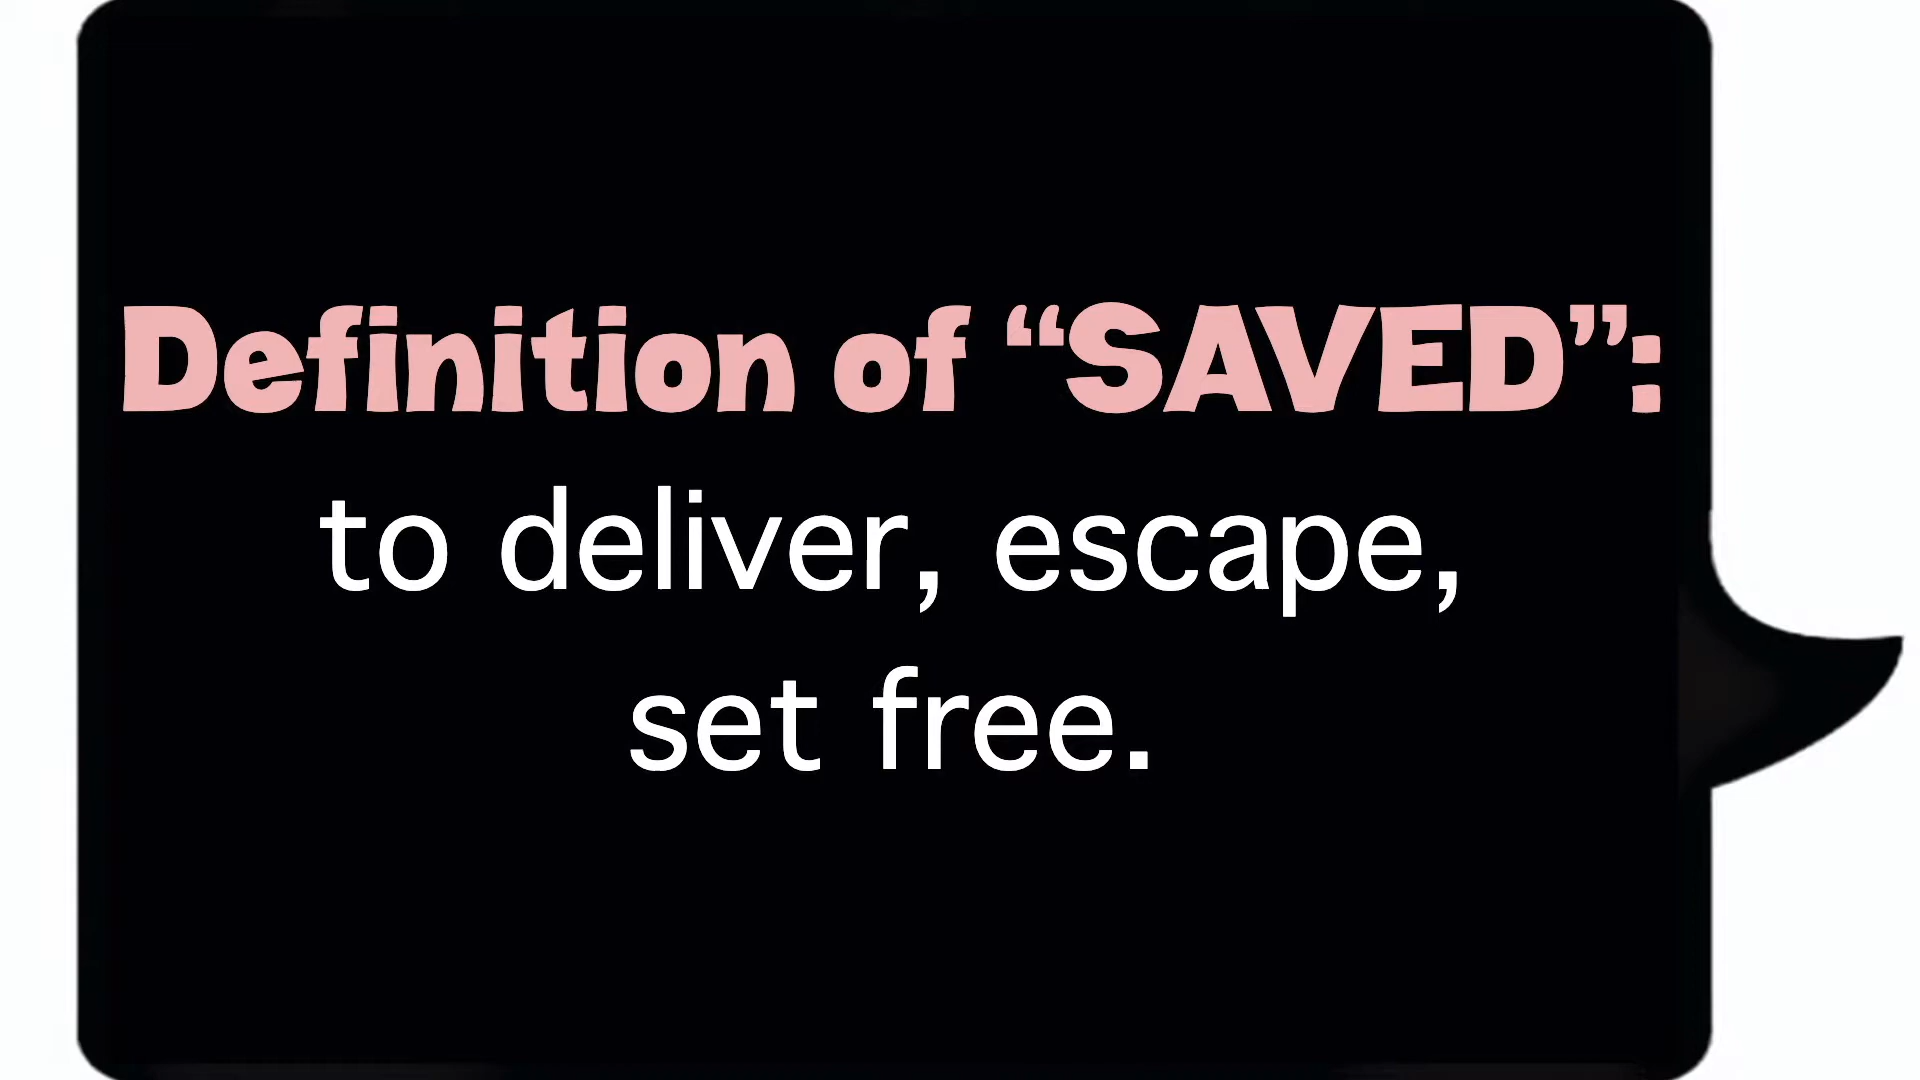 Definition of “SAVED”:
to deliver, escape,
set free.